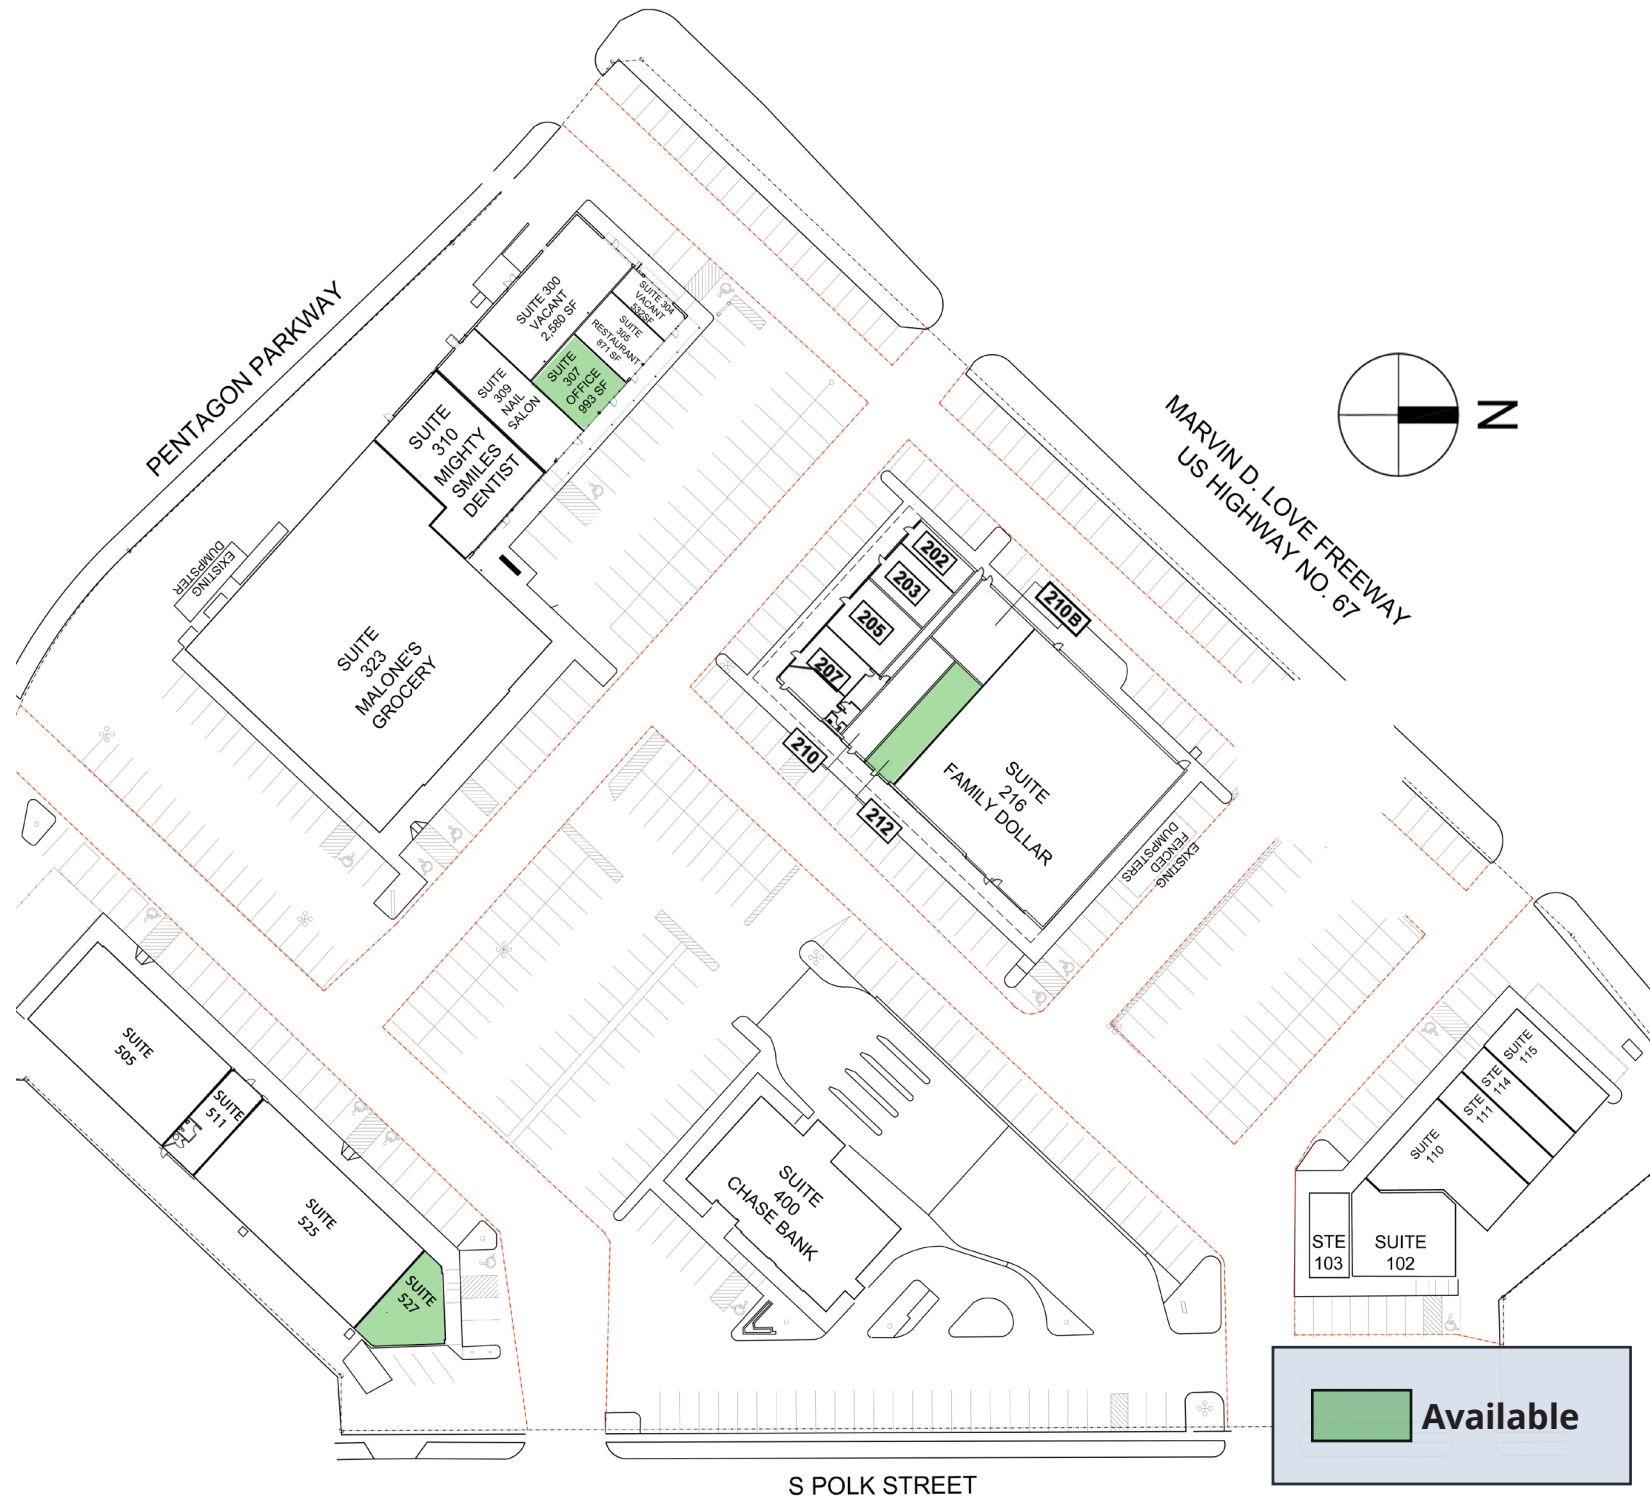 PENTAGON PARKWAY
MARVIN D. LOVE FREEWAY
US HIGHWAY NO. 67
N
SUITE 300
VACANT
2,580 SF
SUITE 304
VACANT
532SF
SUITE
305
RESTAURANT
871 SF
SUITE
307
OFFICE
993 SF
SUITE
309
NAIL
SALON
SUITE
310
MIGHTY
SMILES
DENTIST
EXISTING
DUMPSTER
SUITE
323
MALONE'S
GROCERY
202
203
205
207
210B
210
212
SUITE
216
FAMILY DOLLAR
EXISTING
FENCED
DUMPSTERS
SUITE
505
SUITE
511
SUITE
525
SUITE
527
SUITE
400
CHASE BANK
SUITE
115
STE
114
STE
111
SUITE
110
STE
103
SUITE
102
Available
S POLK STREET